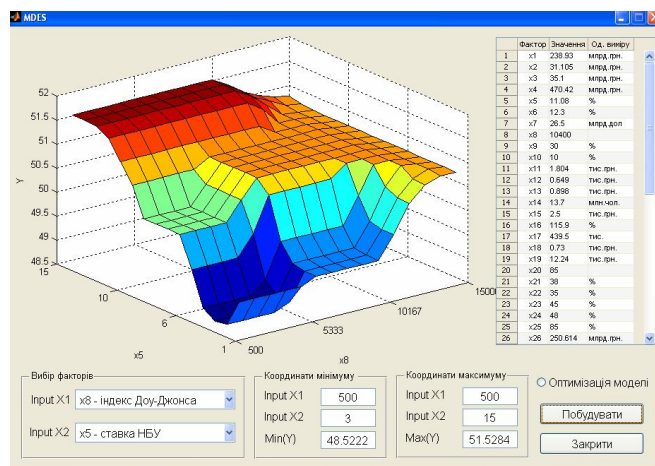 MDES
Фактор Значення Од. виміру
1 x1 238.93 млрд.грн.
2 x2 31.105 млрд.грн.
3 x3 35.1 млрд.грн.
4 x4 470.42 млрд.грн.
5 x5 11.08 %
6 x6 12.3 %
7 x7 26.5 млрд.дол
8 x8 10400
9 x9 30 %
10 x10 10 %
11 x11 1.804 тис.грн.
12 x12 0.649 тис.грн.
13 x13 0.898 тис.грн.
14 x14 13.7 млн.чол.
15 x15 2.5 тис.грн.
16 x16 115.9 %
17 x17 439.5 тис.
18 x18 0.73 тис.грн.
19 x19 12.24 тис.грн.
20 x20 85
21 x21 38 %
22 x22 35 %
23 x23 45 %
24 x24 48 %
25 x25 85 %
26 x26 250.614 млрд.грн.
52
51.5
51
50.5
50
49.5
49
48.5
Y
15
10
6
1
x5
500
5333
10167
15000
x8
Вибір факторів
Input X1 x8 - індекс Доу-Джонса
Input X2 x5 - ставка НБУ
Координати мінімуму
Input X1 500
Input X2 3
Min(Y) 48.5222
Координати максимуму
Input X1 500
Input X2 15
Max(Y) 51.5284
Оптимізація моделі
Побудувати
Закрити